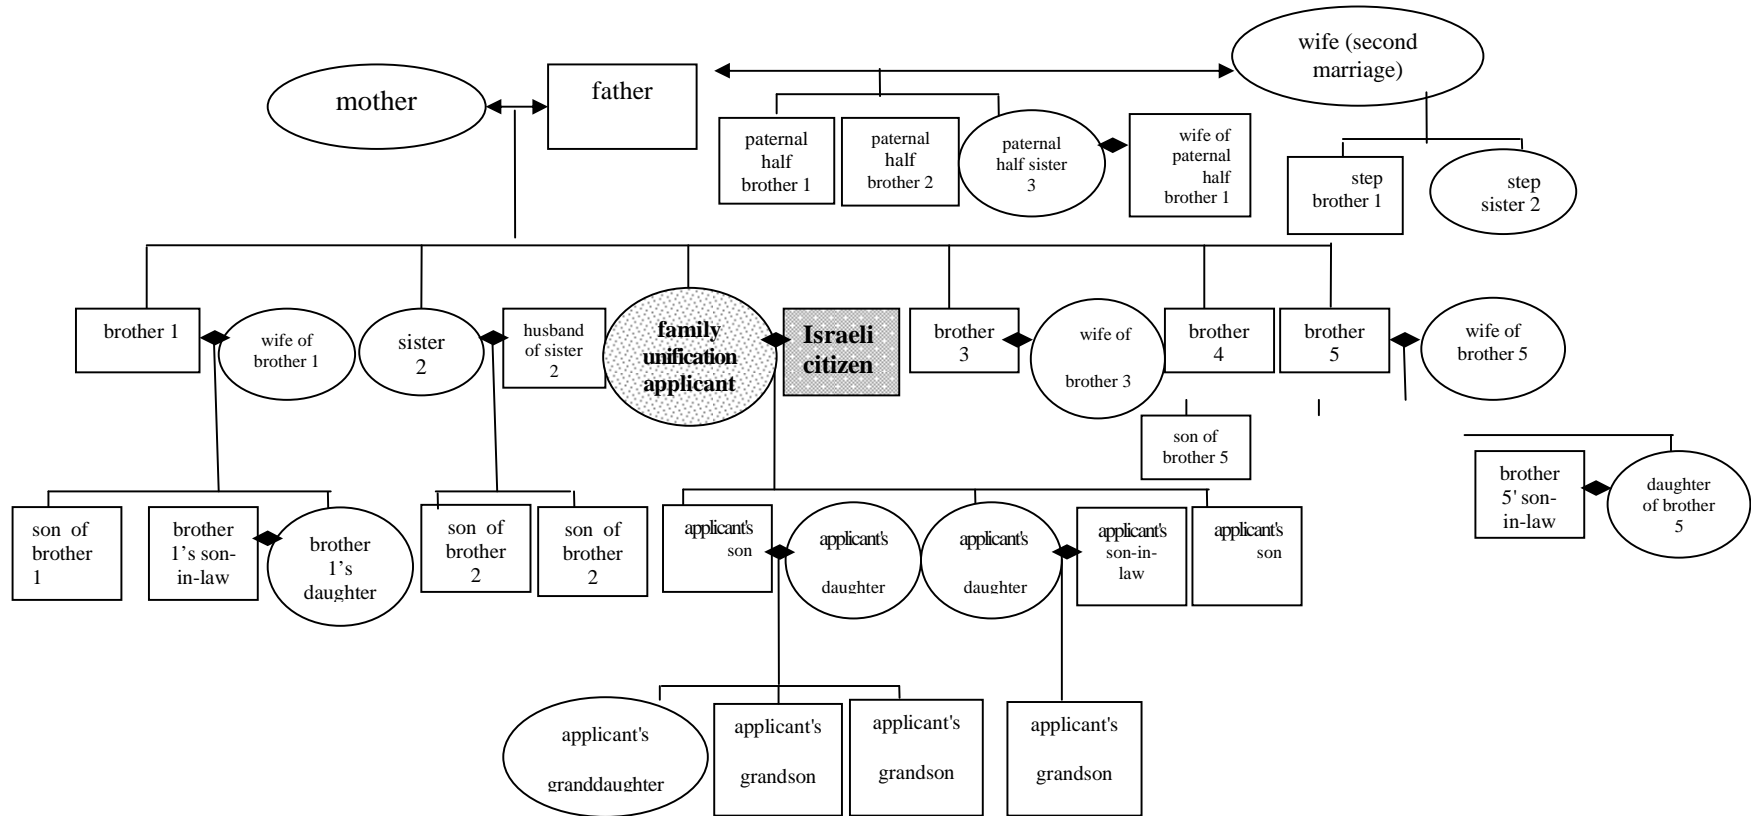 wife (second
marriage)
mother
father
paternal
half
brother 1
paternal
half
brother 2
paternal
half sister
3
wife of
paternal
half
brother 1
step
brother 1
step
sister 2
brother 1
wife of
brother 1
sister
2
husband
of sister
2
family
unification
applicant
Israeli
citizen
brother
3
wife of
brother 3
brother
4
brother
5
wife of
brother 5
son of
brother 5
brother
5' son-
in-law
daughter
of brother
5
son of
brother
1
brother
1’s son-
in-law
brother
1’s
daughter
son of
brother
2
son of
brother
2
applicant's
son
applicant's
daughter
applicant's
daughter
applicant's
son-in-
law
applicant's
son
applicant's
granddaughter
applicant's
grandson
applicant's
grandson
applicant's
grandson